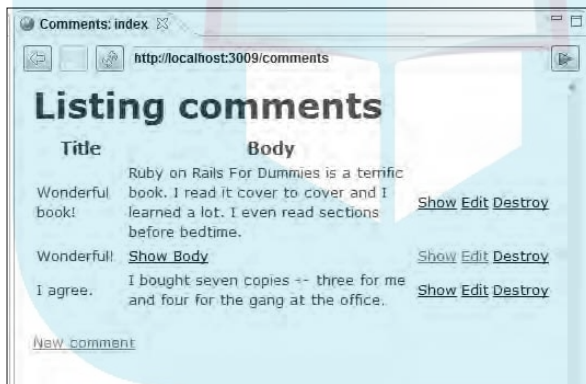 Comments: index
http://localhost:3009/comments
Listing comments
Title Body
Wonderful book! Ruby on Rails For Dummies is a terrific
book. I read it cover to cover and I
learned a lot. I even read sections
before bedtime. Show Edit Destroy
Wonderful! Show Body Show Edit Destroy
I agree. I bought seven copies -- three for me
and four for the gang at the office. Show Edit Destroy
New comment